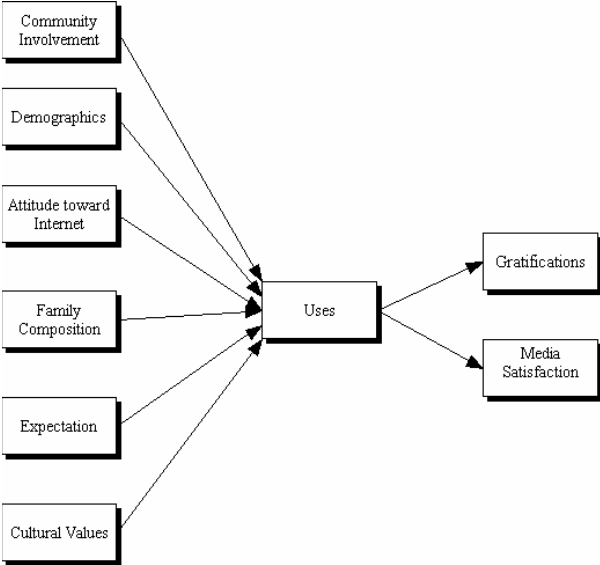 Community
Involvement
Demographics
Attitude toward
Internet
Family
Composition
Expectation
Cultural Values
Uses
Gratifications
Media
Satisfaction